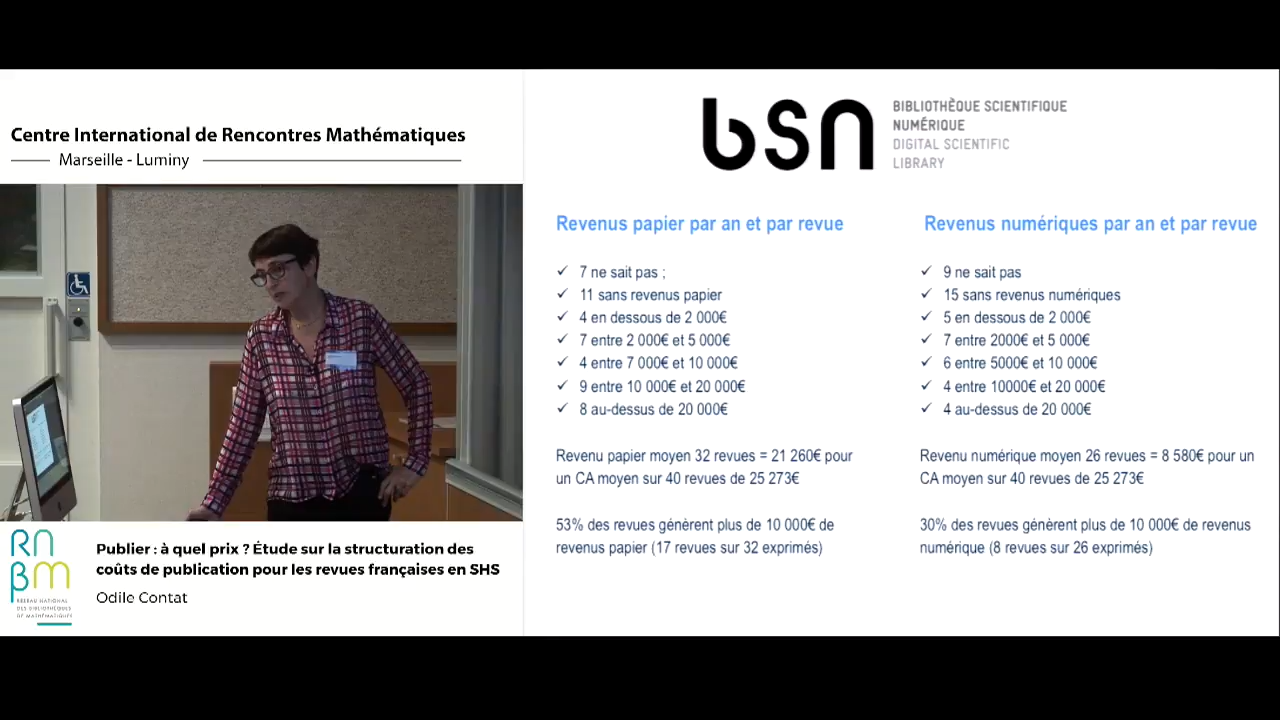 Centre International de Rencontres Mathématiques
Marseille - Luminy
bsn
BIBLIOTHÈQUE SCIENTIFIQUE
NUMÉRIQUE
DIGITAL SCIENTIFIC
LIBRARY
Revenus papier par an et par revue
✓ 7 ne sait pas ;
✓ 11 sans revenus papier
✓ 4 en dessous de 2 000€
✓ 7 entre 2 000€ et 5 000€
✓ 4 entre 7 000€ et 10 000€
✓ 9 entre 10 000€ et 20 000€
✓ 8 au-dessus de 20 000€
Revenu papier moyen 32 revues = 21 260€ pour
un CA moyen sur 40 revues de 25 273€
53% des revues génèrent plus de 10 000€ de
revenus papier (17 revues sur 32 exprimés)
Revenus numériques par an et par revue
✓ 9 ne sait pas
✓ 15 sans revenus numériques
✓ 5 en dessous de 2 000€
✓ 7 entre 2000€ et 5 000€
✓ 6 entre 5000€ et 10 000€
✓ 4 entre 10000€ et 20 000€
✓ 4 au-dessus de 20 000€
Revenu numérique moyen 26 revues = 8 580€ pour un
CA moyen sur 40 revues de 25 273€
30% des revues génèrent plus de 10 000€ de revenus
numérique (8 revues sur 26 exprimés)
RNBM
RÉSEAU NATIONAL
DES BIBLIOTHÈQUES
DE MATHÉMATIQUES
Publier : à quel prix ? Étude sur la structuration des
coûts de publication pour les revues françaises en SHS
Odile Contat